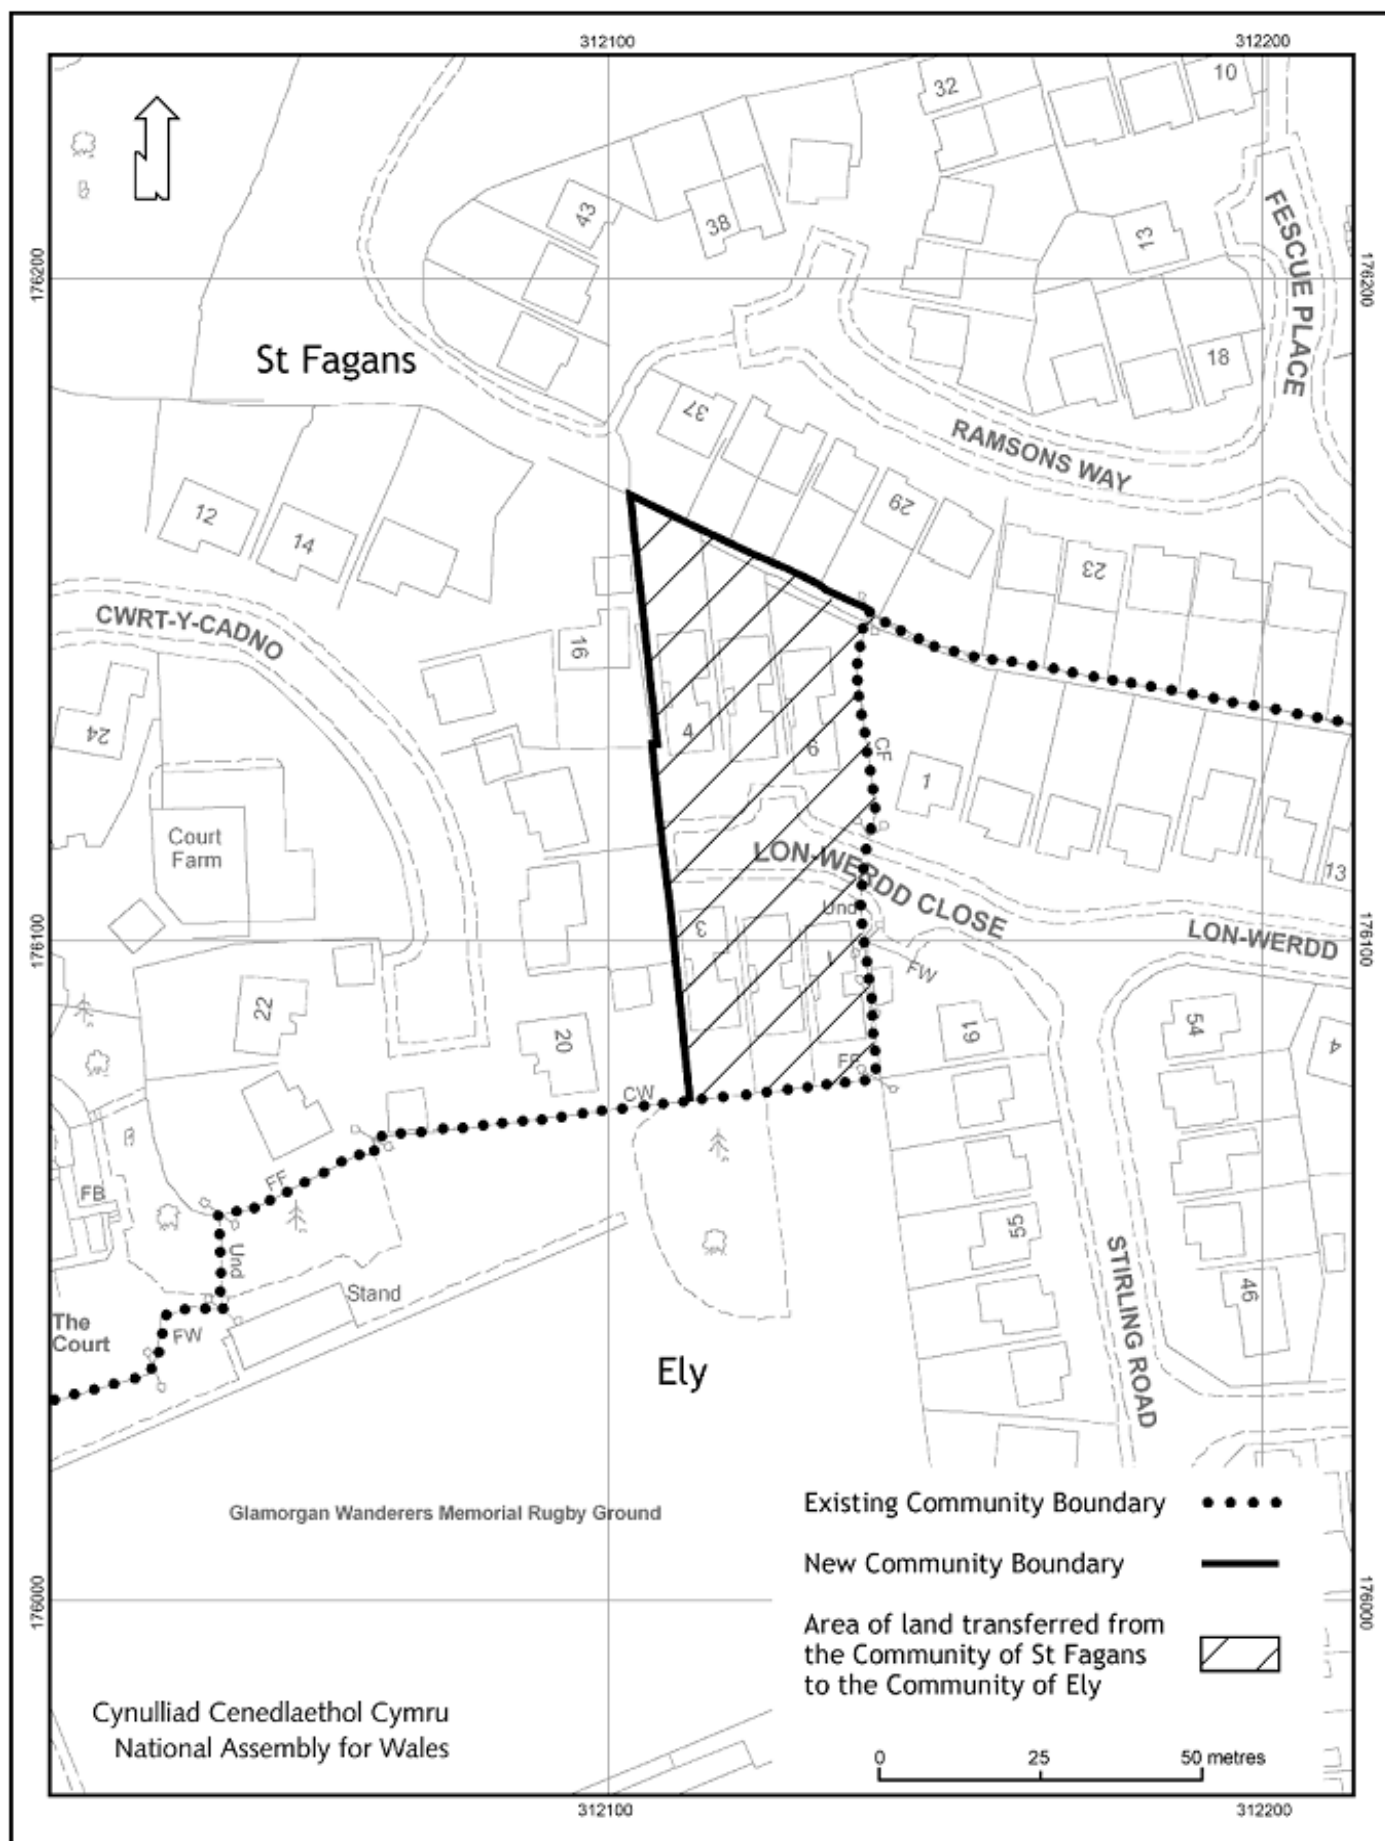 312100
312200
32
10
43
38
13
FESCUE PLACE
176200
176200
St Fagans
18
37
RAMSONS WAY
29
12
14
23
CWRT-Y-CADNO
16
24
4
6
CF
1
Court
Farm
LON-WERDD CLOSE
13
Und
3
1
LON-WERDD
176100
176100
FW
22
20
61
54
4
FF
CW
FB
FF
55
Und
STIRLING ROAD
46
Stand
The
Court
FW
Ely
Existing Community Boundary
Glamorgan Wanderers Memorial Rugby Ground
New Community Boundary
176000
176000
Area of land transferred from
the Community of St Fagans
to the Community of Ely
Cynulliad Cenedlaethol Cymru
National Assembly for Wales
0 25 50 metres
312100
312200